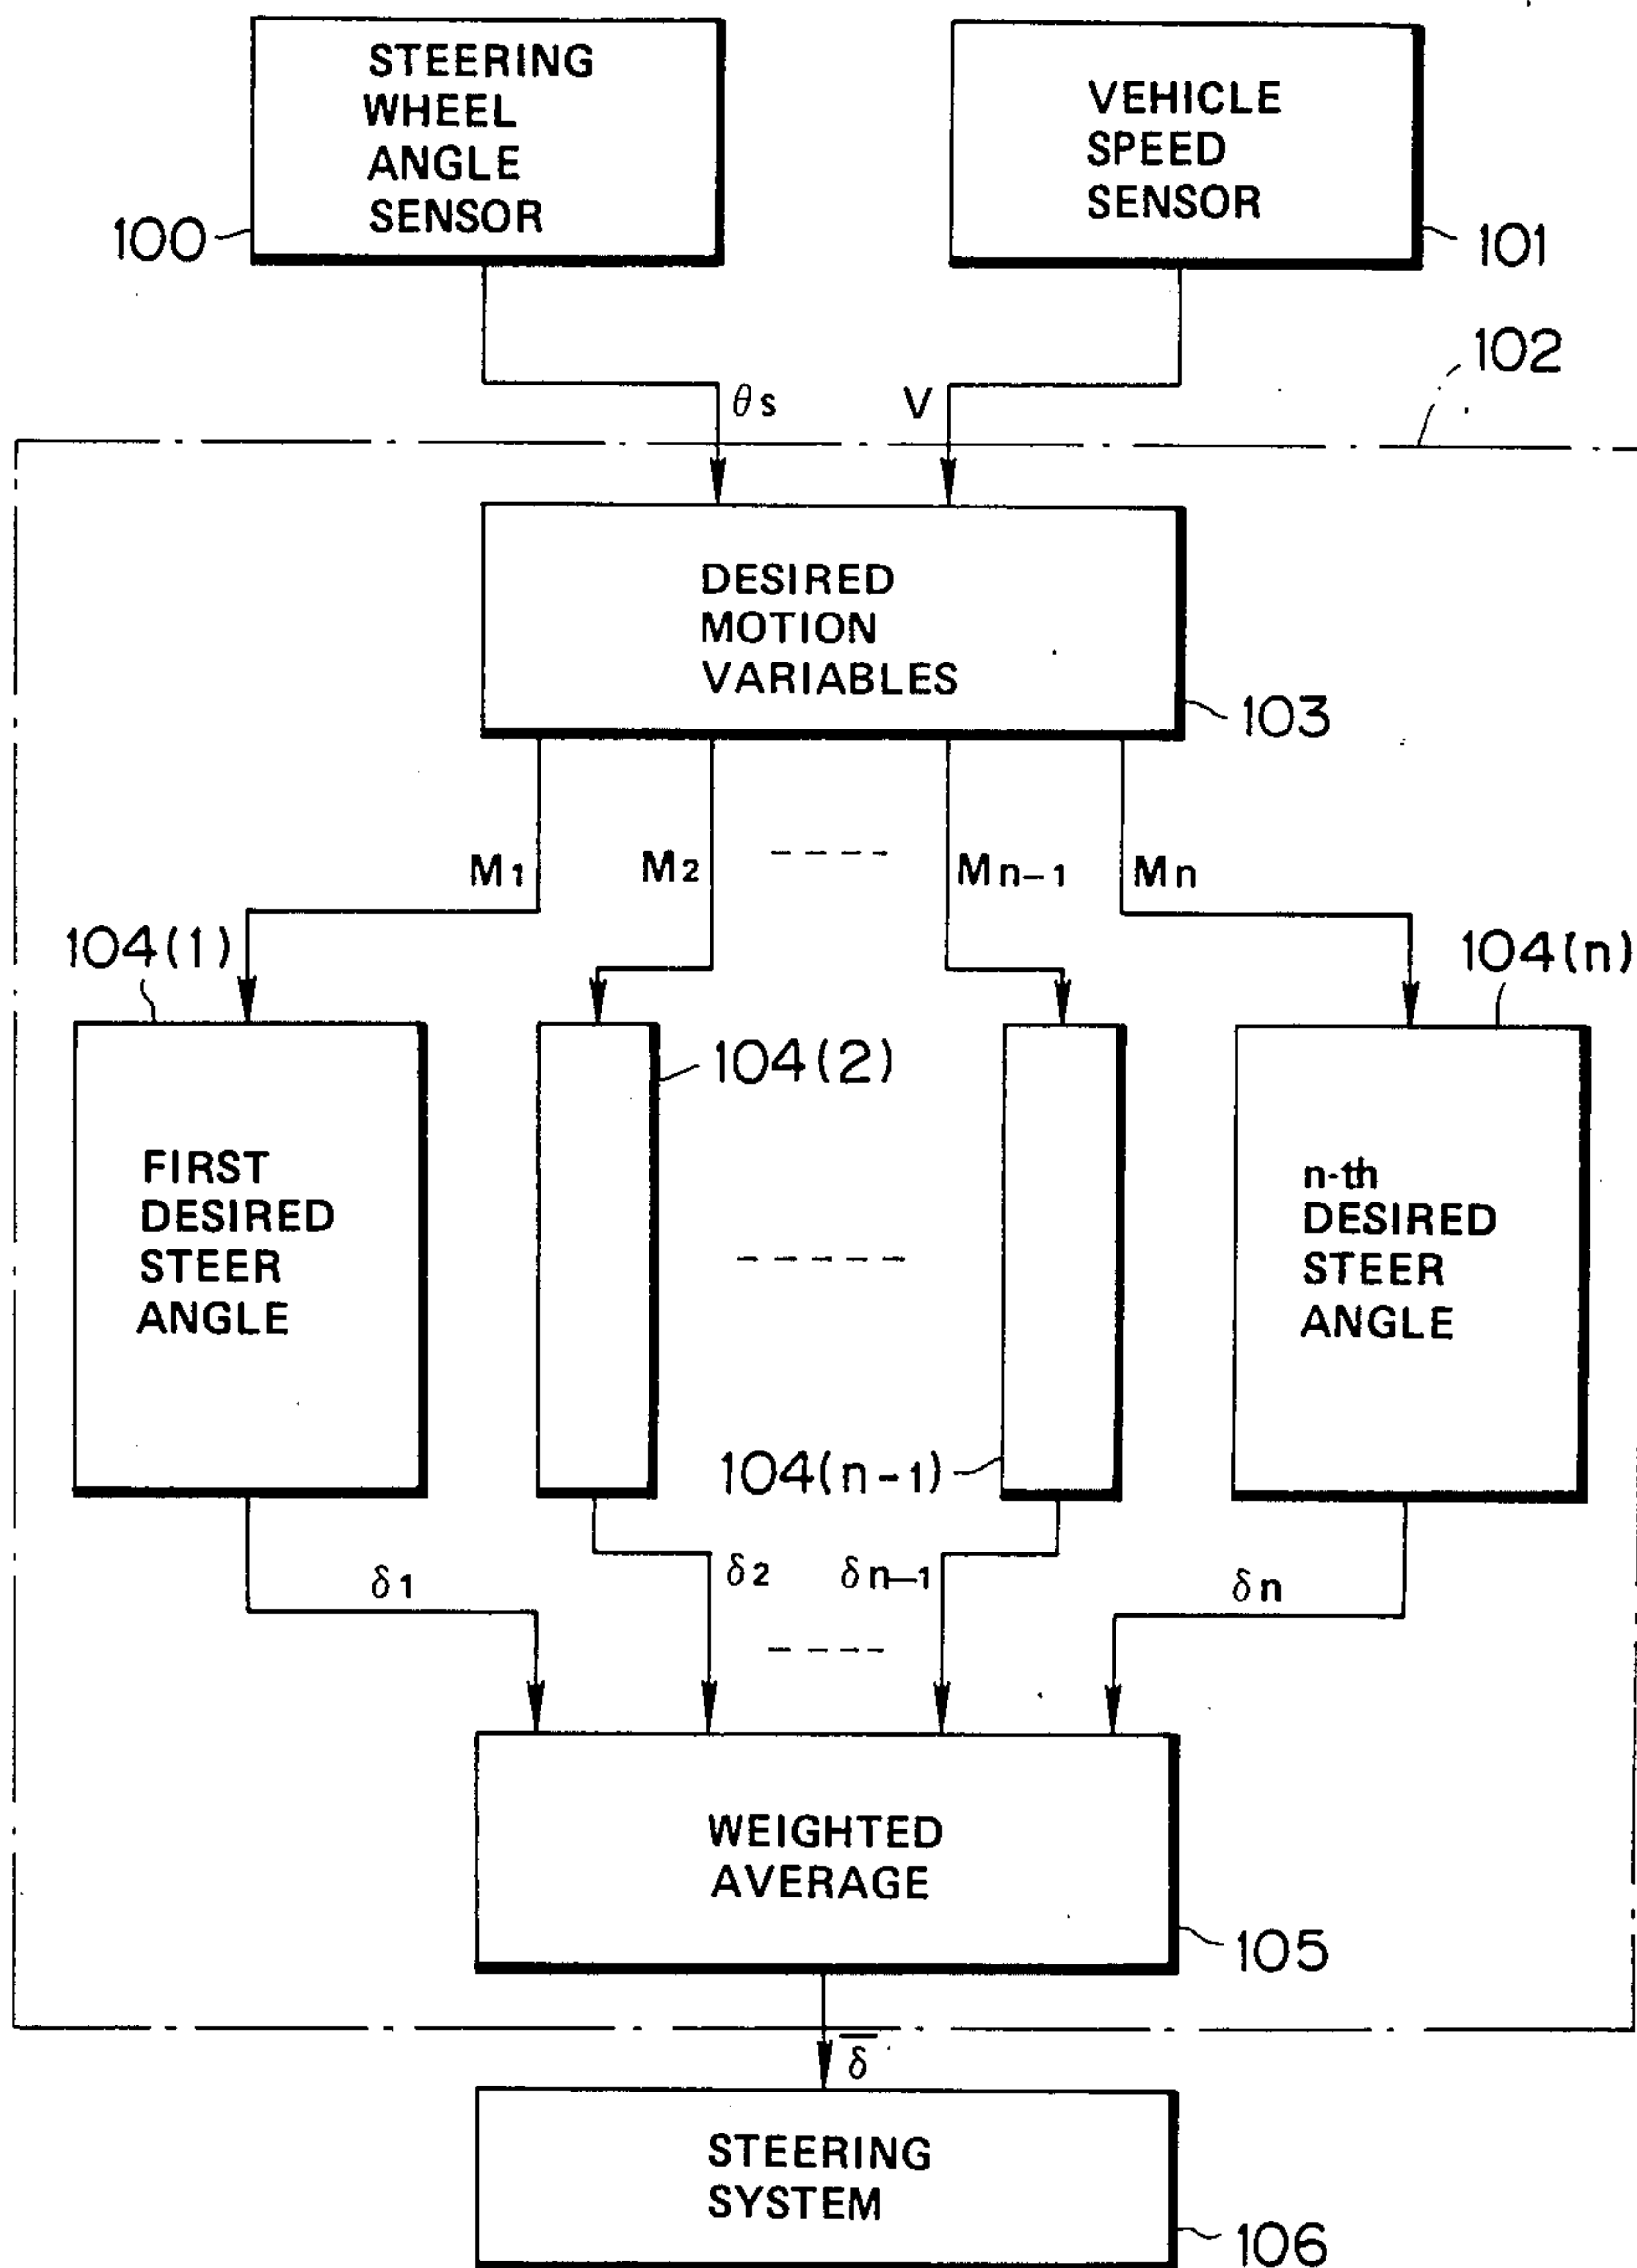 STEERING
WHEEL
ANGLE
SENSOR
100
VEHICLE
SPEED
SENSOR
101
102
θs
V
DESIRED
MOTION
VARIABLES
103
M1
M2
Mn-1
Mn
104(1)
104(n)
104(2)
FIRST
DESIRED
STEER
ANGLE
n-th
DESIRED
STEER
ANGLE
104(n-1)
δ1
δ2
δn-1
δn
WEIGHTED
AVERAGE
105
δ̅
STEERING
SYSTEM
106